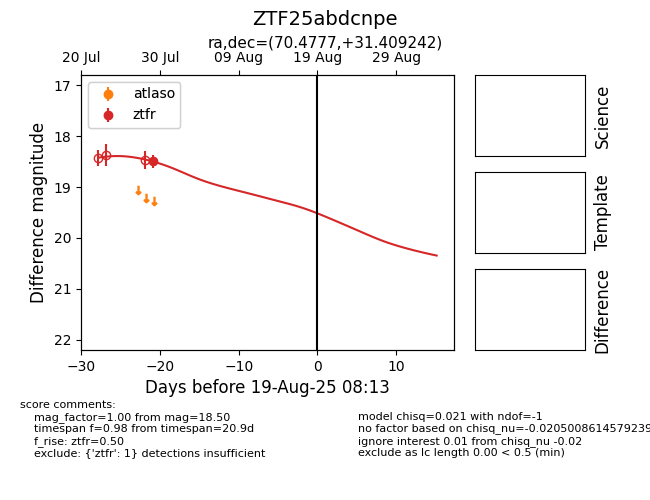 ZTF25abdcnpe
ra,dec=(70.4777,+31.409242)
20 Jul 30 Jul 09 Aug 19 Aug 29 Aug
atlaso
ztfr
17
18
19
20
21
22
Difference magnitude
−30 −20 −10 0 10
Days before 19-Aug-25 08:13
Science
Template
Difference
score comments:
mag_factor=1.00 from mag=18.50
timespan f=0.98 from timespan=20.9d
f_rise: ztfr=0.50
exclude: {'ztfr': 1} detections insufficient
model chisq=0.021 with ndof=-1
no factor based on chisq_nu=-0.0205008614579239
ignore interest 0.01 from chisq_nu -0.02
exclude as lc length 0.00 < 0.5 (min)